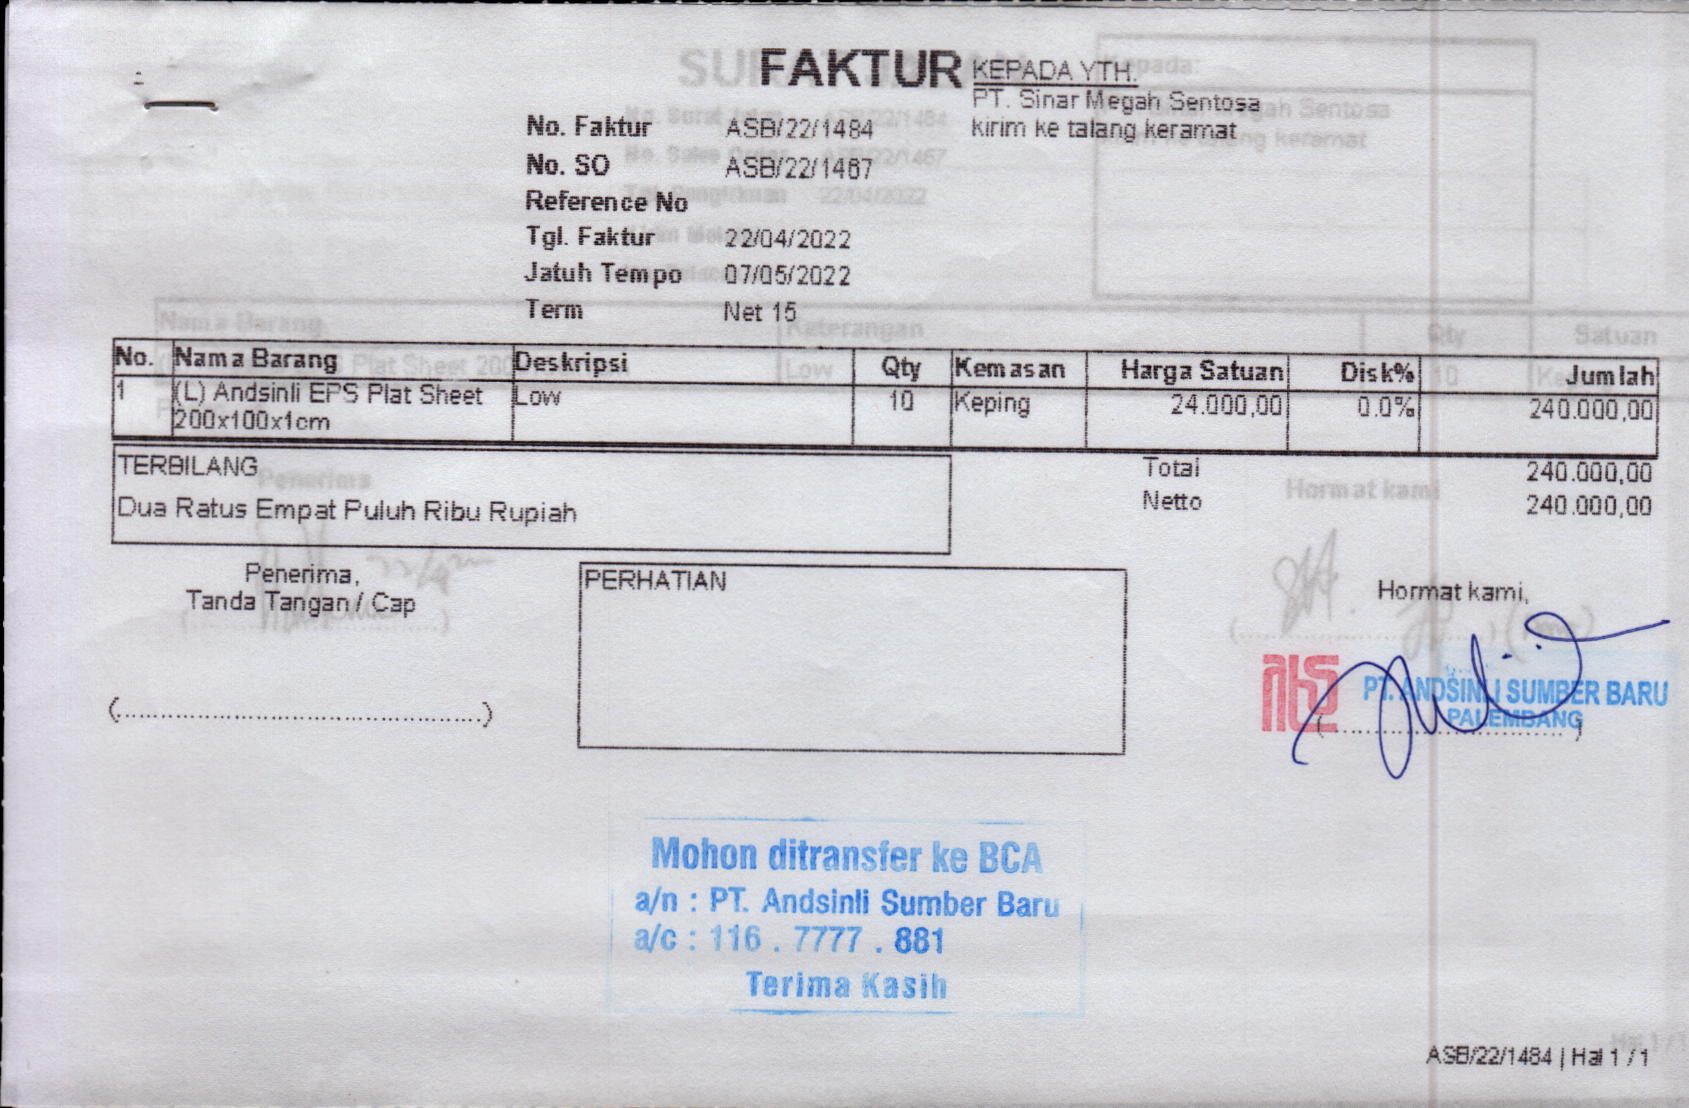 FAKTUR
KEPADA YTH.
PT. Sinar Megah Sentosa
kirim ke talang keramat
No. Faktur ASB/22/1484
No. SO ASB/22/1467
Reference No
Tgl. Faktur 22/04/2022
Jatuh Tempo 07/05/2022
Term Net 15
No. Nama Barang Deskripsi Qty Kemasan Harga Satuan Disk% Jumlah
1 (L) Andsinli EPS Plat Sheet Low 10 Keping 24.000,00 0.0% 240.000,00
200x100x1cm
TERBILANG
Dua Ratus Empat Puluh Ribu Rupiah
Total 240.000,00
Netto 240.000,00
Penerima,
Tanda Tangan / Cap
(................................................)
PERHATIAN
Hormat kami,
PT. ANDSINLI SUMBER BARU
PALEMBANG
Mohon ditransfer ke BCA
a/n : PT. Andsinli Sumber Baru
a/c : 116 . 7777 . 881
Terima Kasih
ASB/22/1484 | Hal 1 / 1